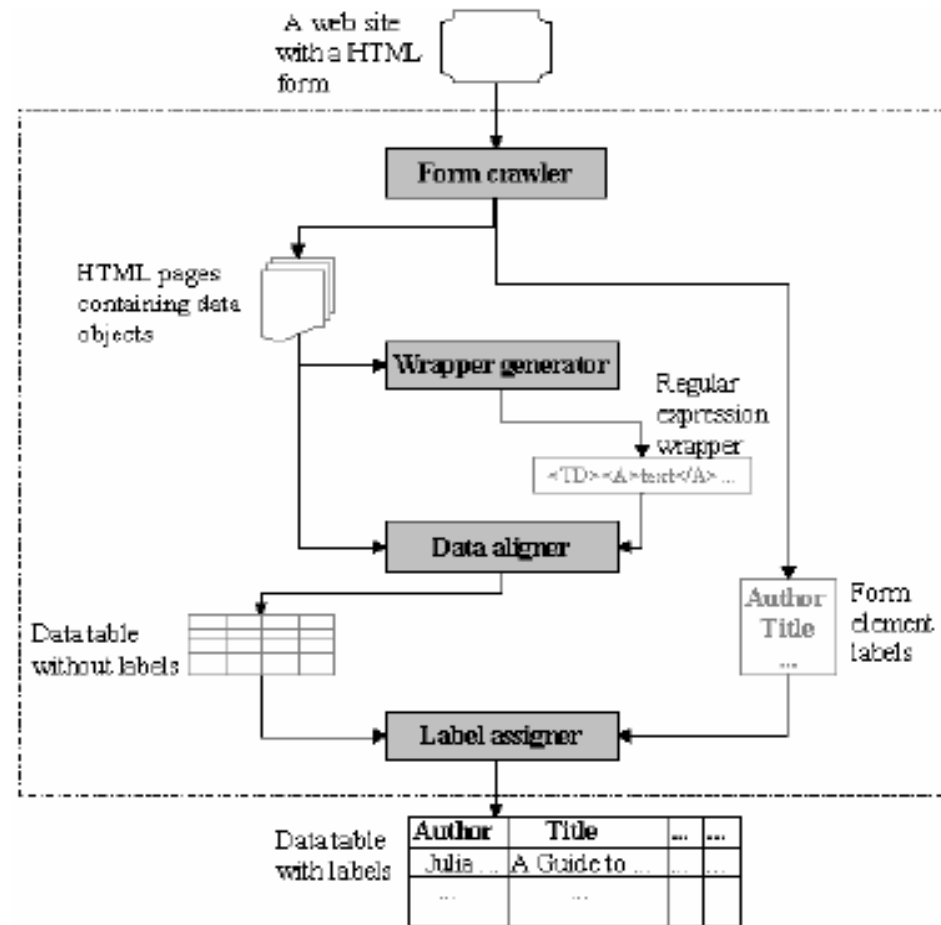 A web site
with a HTML
form
Form crawler
HTML pages
containing data
objects
Wrapper generator
Regular
expression
wrapper
<TD><A>text</A> ...
Data aligner
Author
Title
...
Form
element
labels
Data table
without labels
Label assigner
Data table
with labels
Author Title ... ...
Julia ... A Guide to ... ... ...
... ...